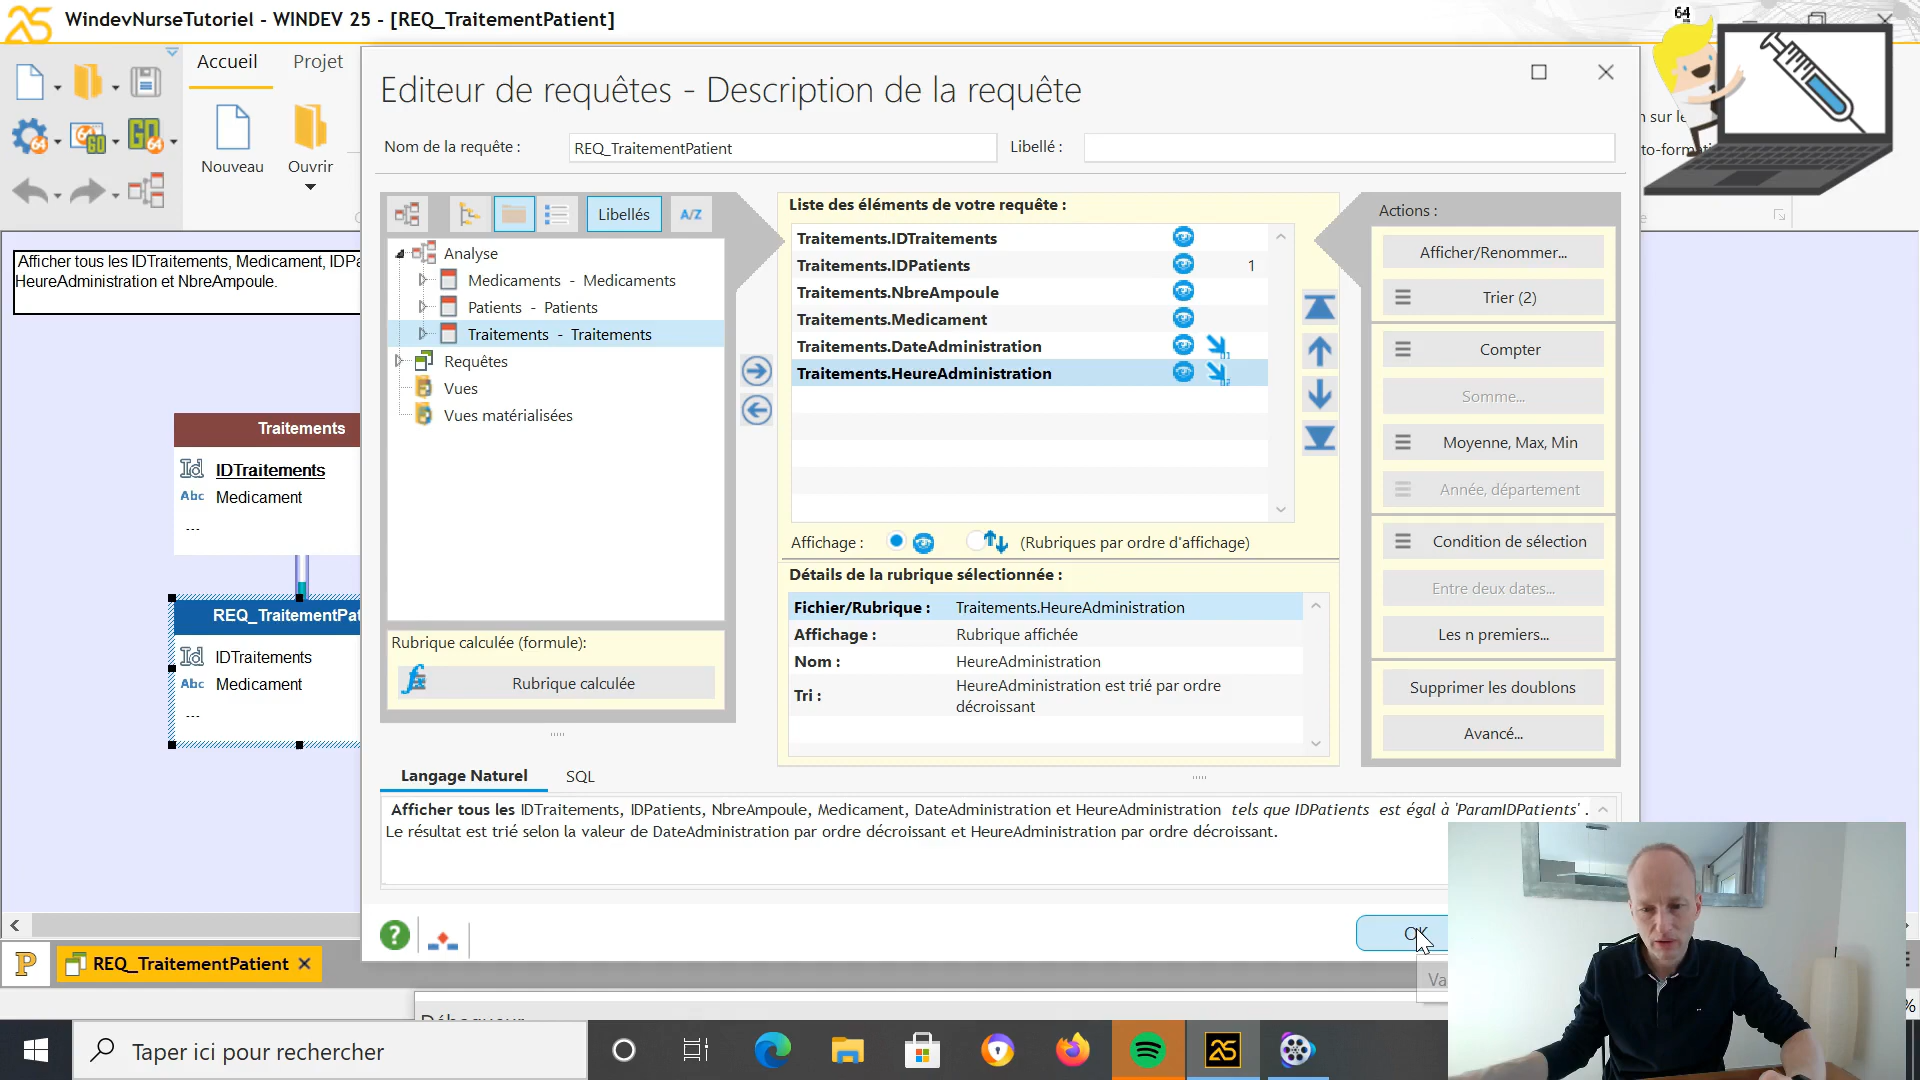 WindevNurseTutoriel - WINDEV 25 - [REQ_TraitementPatient]
64
Accueil
Projet
Nouveau
Ouvrir
Editeur de requêtes - Description de la requête
Nom de la requête :
REQ_TraitementPatient
Libellé :
Libellés
A/Z
Analyse
Medicaments - Medicaments
Patients - Patients
Traitements - Traitements
Requêtes
Vues
Vues matérialisées
Rubrique calculée (formule):
Rubrique calculée
Liste des éléments de votre requête :
Traitements.IDTraitements
Traitements.IDPatients 1
Traitements.NbreAmpoule
Traitements.Medicament
Traitements.DateAdministration
Traitements.HeureAdministration
Affichage :
(Rubriques par ordre d'affichage)
Détails de la rubrique sélectionnée :
Fichier/Rubrique : Traitements.HeureAdministration
Affichage : Rubrique affichée
Nom : HeureAdministration
Tri : HeureAdministration est trié par ordre
décroissant
Actions :
Afficher/Renommer...
Trier (2)
Compter
Somme...
Moyenne, Max, Min
Année, département
Condition de sélection
Entre deux dates...
Les n premiers...
Supprimer les doublons
Avancé...
Afficher tous les IDTraitements, Medicament, IDPa
HeureAdministration et NbreAmpoule.
Traitements
Id IDTraitements
Abc Medicament
...
REQ_TraitementPat
Id IDTraitements
Abc Medicament
...
Langage Naturel
SQL
Afficher tous les IDTraitements, IDPatients, NbreAmpoule, Medicament, DateAdministration et HeureAdministration tels que IDPatients est égal à 'ParamIDPatients' .
Le résultat est trié selon la valeur de DateAdministration par ordre décroissant et HeureAdministration par ordre décroissant.
OK
Va
REQ_TraitementPatient
Taper ici pour rechercher